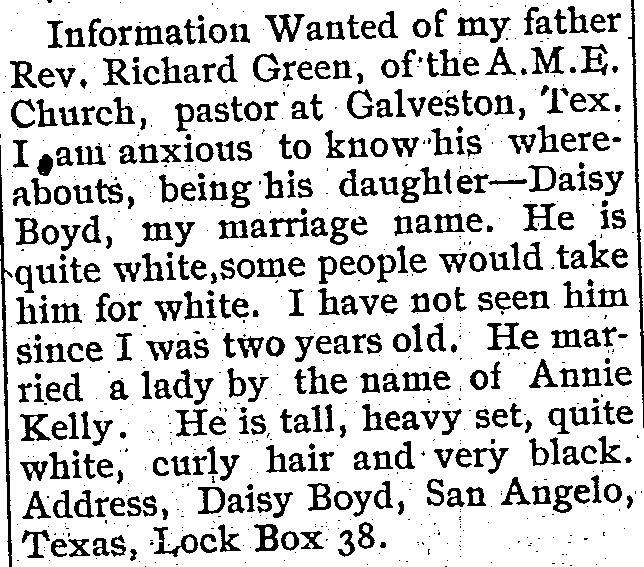 Information Wanted of my father
Rev. Richard Green, of the A.M.E.
Church, pastor at Galveston, Tex.
I am anxious to know his where-
abouts, being his daughter—Daisy
Boyd, my marriage name. He is
quite white, some people would take
him for white. I have not seen him
since I was two years old. He mar-
ried a lady by the name of Annie
Kelly. He is tall, heavy set, quite
white, curly hair and very black.
Address, Daisy Boyd, San Angelo,
Texas, Lock Box 38.